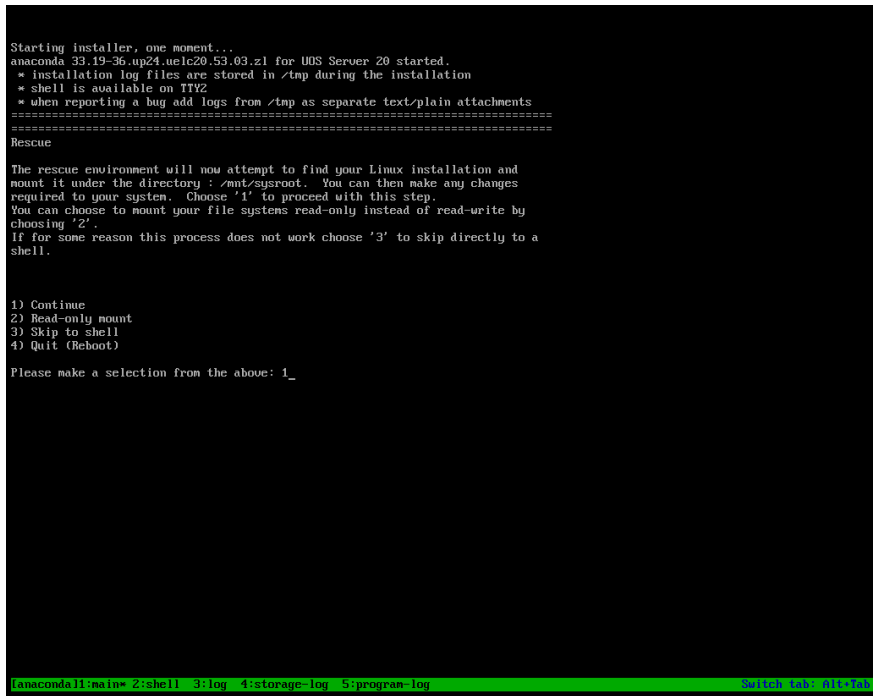 Starting installer, one moment...
anaconda 33.19-36.up24.uelc20.53.03.zl for UOS Server 20 started.
 * installation log files are stored in /tmp during the installation
 * shell is available on TTY2
 * when reporting a bug add logs from /tmp as separate text/plain attachments
================================================================================
================================================================================
Rescue
The rescue environment will now attempt to find your Linux installation and
mount it under the directory : /mnt/sysroot.  You can then make any changes
required to your system.  Choose '1' to proceed with this step.
You can choose to mount your file systems read-only instead of read-write by
choosing '2'.
If for some reason this process does not work choose '3' to skip directly to a
shell.
1) Continue
2) Read-only mount
3) Skip to shell
4) Quit (Reboot)
Please make a selection from the above: 1_
[anaconda]1:main* 2:shell  3:log  4:storage-log  5:program-log Switch tab: Alt+Tab